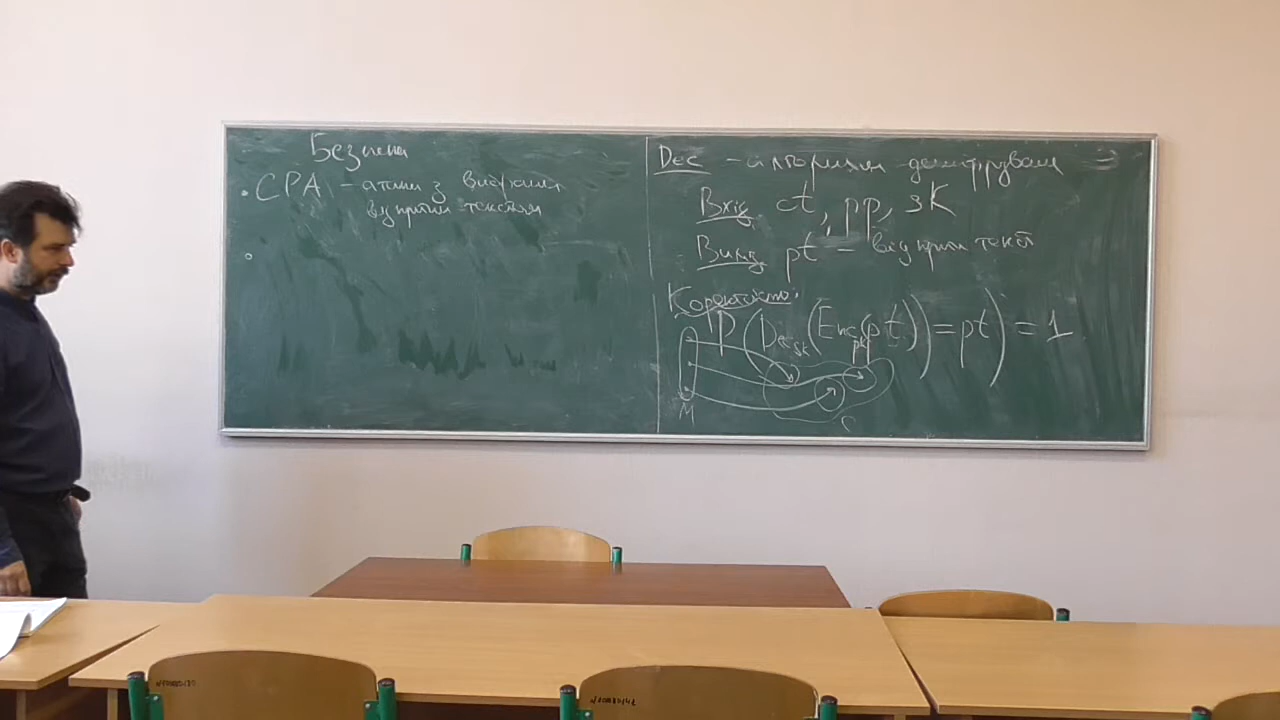 Безпека
• CPA – атаки з вибраним
відкритим текстом
Dec – алгоритм дешифрування
Вхід ct, pp, sk
Вихід pt – відкритий текст
Коректність:
P(Dec_sk(Enc_pk(pt)) = pt) = 1
M
C